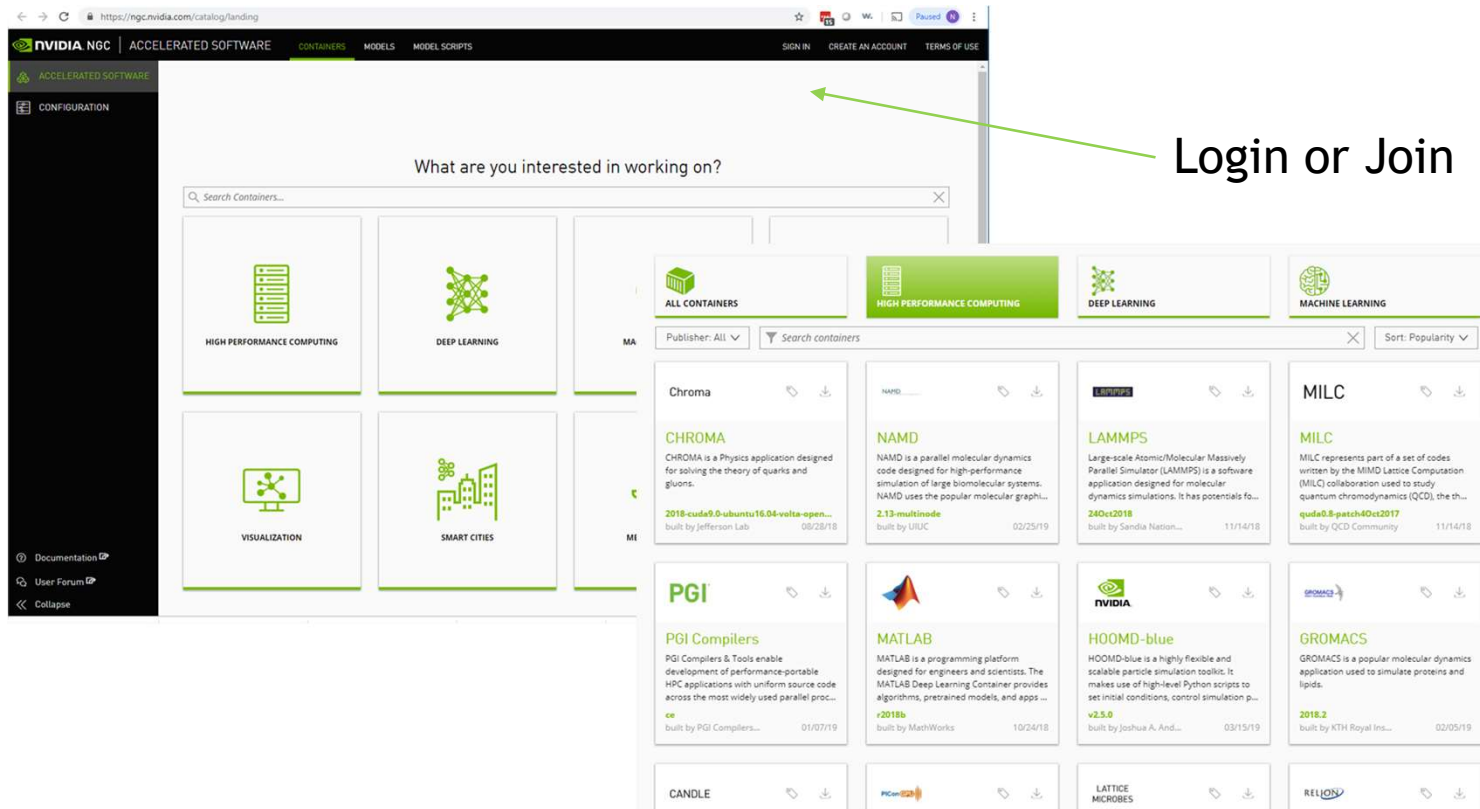 https://ngc.nvidia.com/catalog/landing
15
W.
Paused N
NVIDIA. NGC | ACCELERATED SOFTWARE
CONTAINERS MODELS MODEL SCRIPTS
SIGN IN CREATE AN ACCOUNT TERMS OF USE
ACCELERATED SOFTWARE
CONFIGURATION
Login or Join
What are you interested in working on?
Search Containers...
HIGH PERFORMANCE COMPUTING
DEEP LEARNING
MA
VISUALIZATION
SMART CITIES
ME
Documentation
User Forum
Collapse
ALL CONTAINERS
HIGH PERFORMANCE COMPUTING
DEEP LEARNING
MACHINE LEARNING
Publisher: All
Search containers
Sort: Popularity
Chroma
CHROMA
CHROMA is a Physics application designed
for solving the theory of quarks and
gluons.
2018-cuda9.0-ubuntu16.04-volta-open...
built by Jefferson Lab 08/28/18
NAMD
NAMD
NAMD is a parallel molecular dynamics
code designed for high-performance
simulation of large biomolecular systems.
NAMD uses the popular molecular graphi...
2.13-multinode
built by UIUC 02/25/19
LAMMPS
LAMMPS
Large-scale Atomic/Molecular Massively
Parallel Simulator (LAMMPS) is a software
application designed for molecular
dynamics simulations. It has potentials fo...
24Oct2018
built by Sandia Nation... 11/14/18
MILC
MILC
MILC represents part of a set of codes
written by the MIMD Lattice Computation
(MILC) collaboration used to study
quantum chromodynamics (QCD), the th...
quda0.8-patch4Oct2017
built by QCD Community 11/14/18
PGI
PGI Compilers
PGI Compilers & Tools enable
development of performance-portable
HPC applications with uniform source code
across the most widely used parallel proc...
ce
built by PGI Compilers... 01/07/19
MATLAB
MATLAB is a programming platform
designed for engineers and scientists. The
MATLAB Deep Learning Container provides
algorithms, pretrained models, and apps ...
r2018b
built by MathWorks 10/24/18
NVIDIA
HOOMD-blue
HOOMD-blue is a highly flexible and
scalable particle simulation toolkit. It
makes use of high-level Python scripts to
set initial conditions, control simulation p...
v2.5.0
built by Joshua A. And... 03/15/19
GROMACS
GROMACS
GROMACS is a popular molecular dynamics
application used to simulate proteins and
lipids.
2018.2
built by KTH Royal Ins... 02/05/19
CANDLE
PIConGPU
LATTICE
MICROBES
RELION